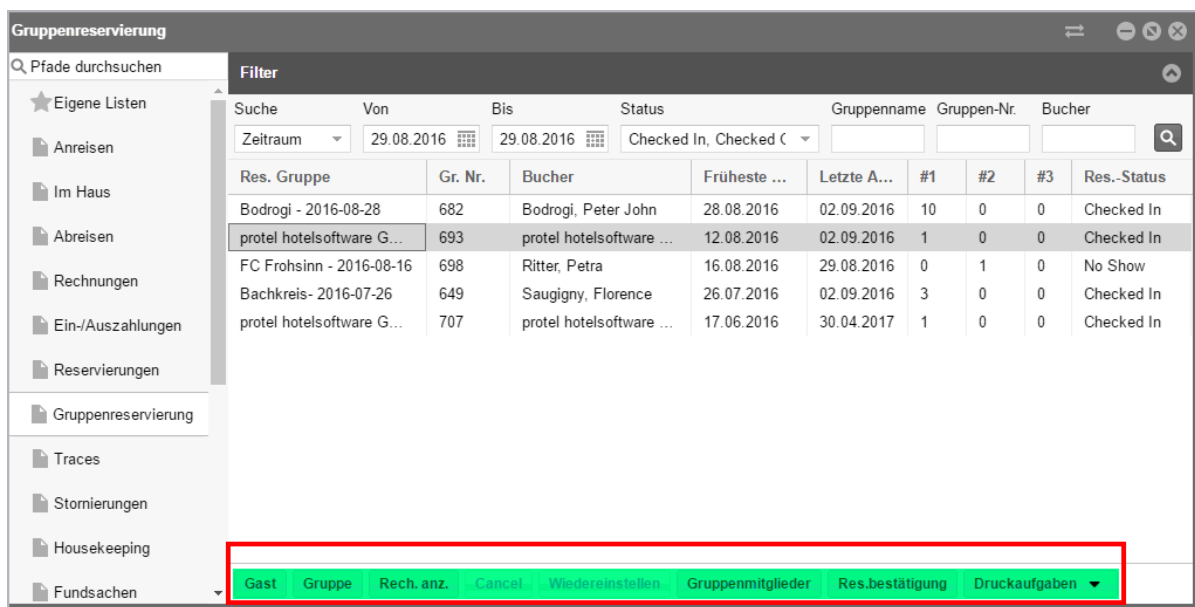 Gruppenreservierung
Pfade durchsuchen
Eigene Listen
Anreisen
Im Haus
Abreisen
Rechnungen
Ein-/Auszahlungen
Reservierungen
Gruppenreservierung
Traces
Stornierungen
Housekeeping
Fundsachen
Filter
Suche Von Bis Status Gruppenname Gruppen-Nr. Bucher
Zeitraum 29.08.2016 29.08.2016 Checked In, Checked (
Res. Gruppe Gr. Nr. Bucher Früheste ... Letzte A... #1 #2 #3 Res.-Status
Bodrogi - 2016-08-28 682 Bodrogi, Peter John 28.08.2016 02.09.2016 10 0 0 Checked In
protel hotelsoftware G... 693 protel hotelsoftware ... 12.08.2016 02.09.2016 1 0 0 Checked In
FC Frohsinn - 2016-08-16 698 Ritter, Petra 16.08.2016 29.08.2016 0 1 0 No Show
Bachkreis- 2016-07-26 649 Saugigny, Florence 26.07.2016 02.09.2016 3 0 0 Checked In
protel hotelsoftware G... 707 protel hotelsoftware ... 17.06.2016 30.04.2017 1 0 0 Checked In
Gast Gruppe Rech. anz. Cancel Wiedereinstellen Gruppenmitglieder Res.bestätigung Druckaufgaben